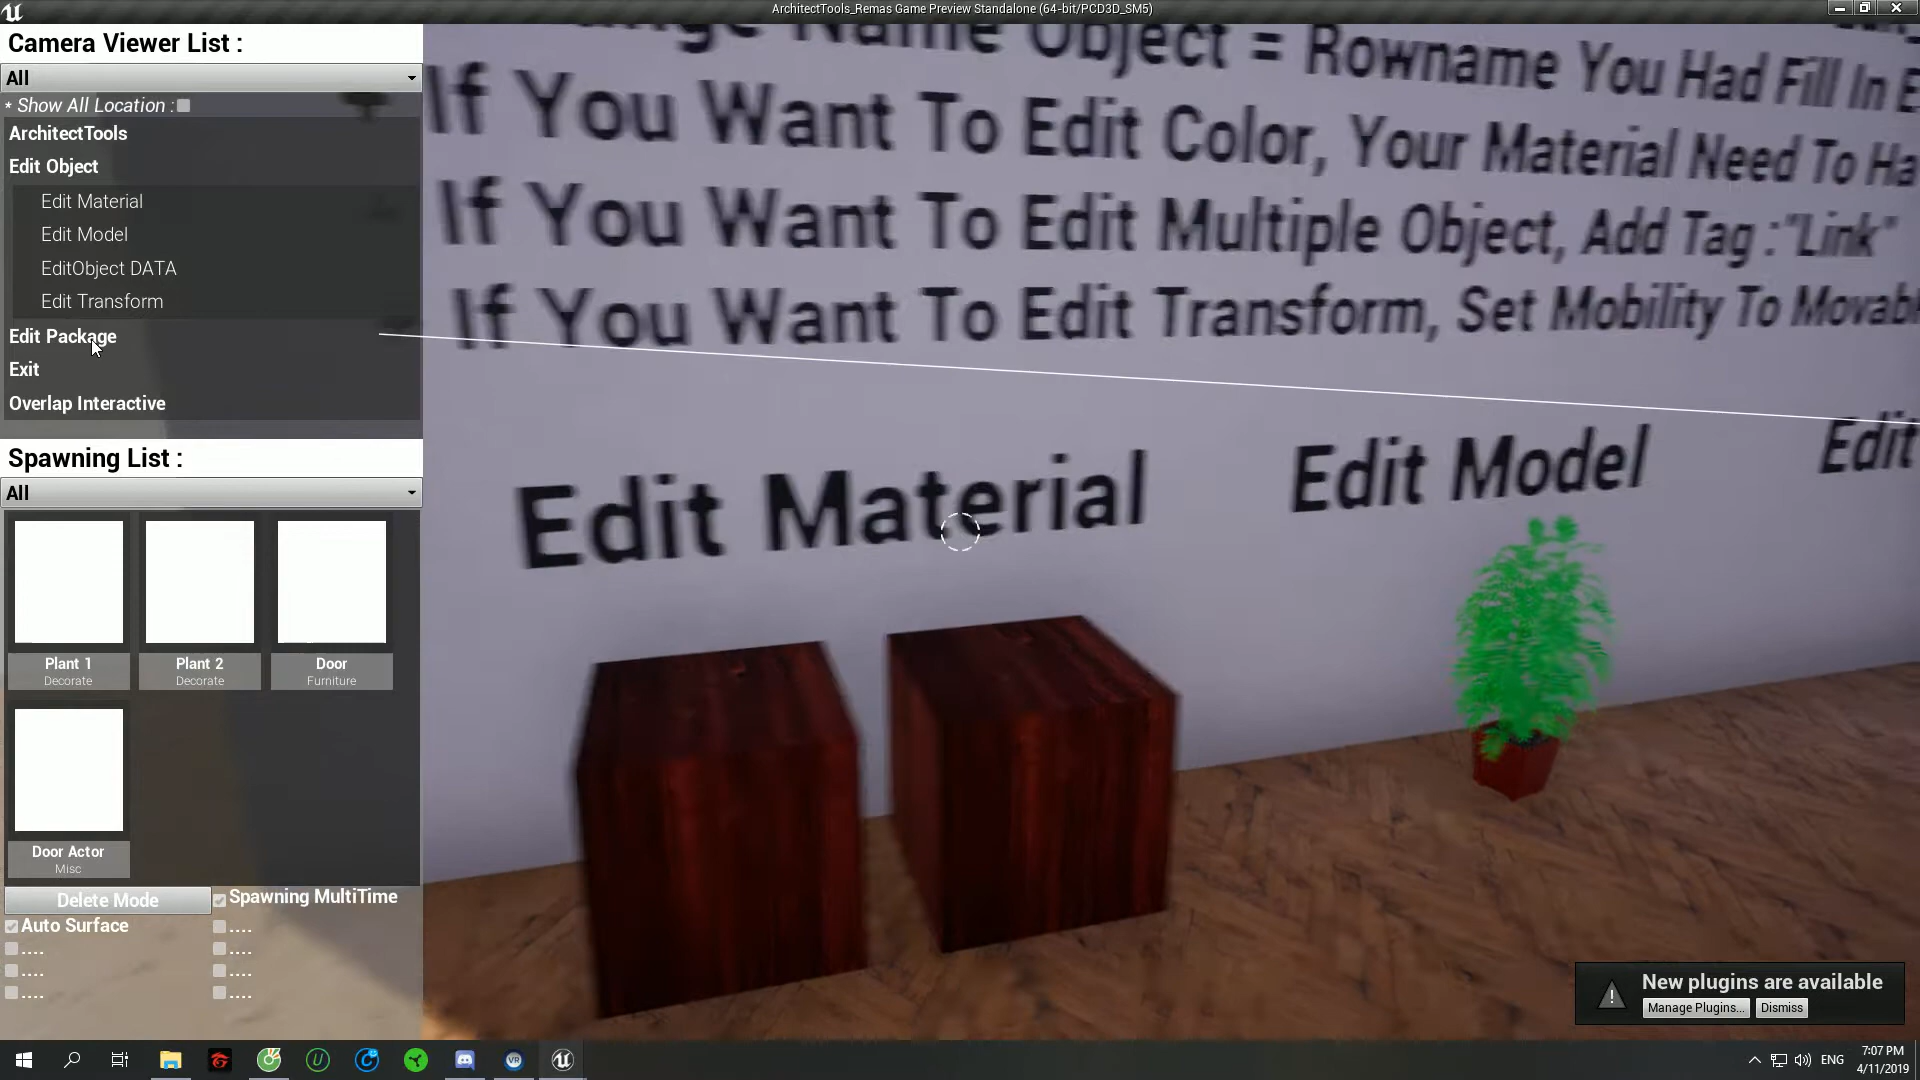 ArchitectTools_Remas Game Preview Standalone (64-bit/PCD3D_SM5)
Camera Viewer List :
All
* Show All Location :
ArchitectTools
Edit Object
Edit Material
Edit Model
EditObject DATA
Edit Transform
Edit Package
Exit
Overlap Interactive
Spawning List :
All
Plant 1
Decorate
Plant 2
Decorate
Door
Furniture
Door Actor
Misc
Delete Mode
Spawning MultiTime
Auto Surface
....
....
....
....
....
....
....
Name Object = Rowname You Had Fill In
If You Want To Edit Color, Your Material Need To
If You Want To Edit Multiple Object, Add Tag :"Link"
If You Want To Edit Transform, Set Mobility To
Edit Material
Edit Model
Edit
New plugins are available
Manage Plugins...
Dismiss
ENG
7:07 PM
4/11/2019